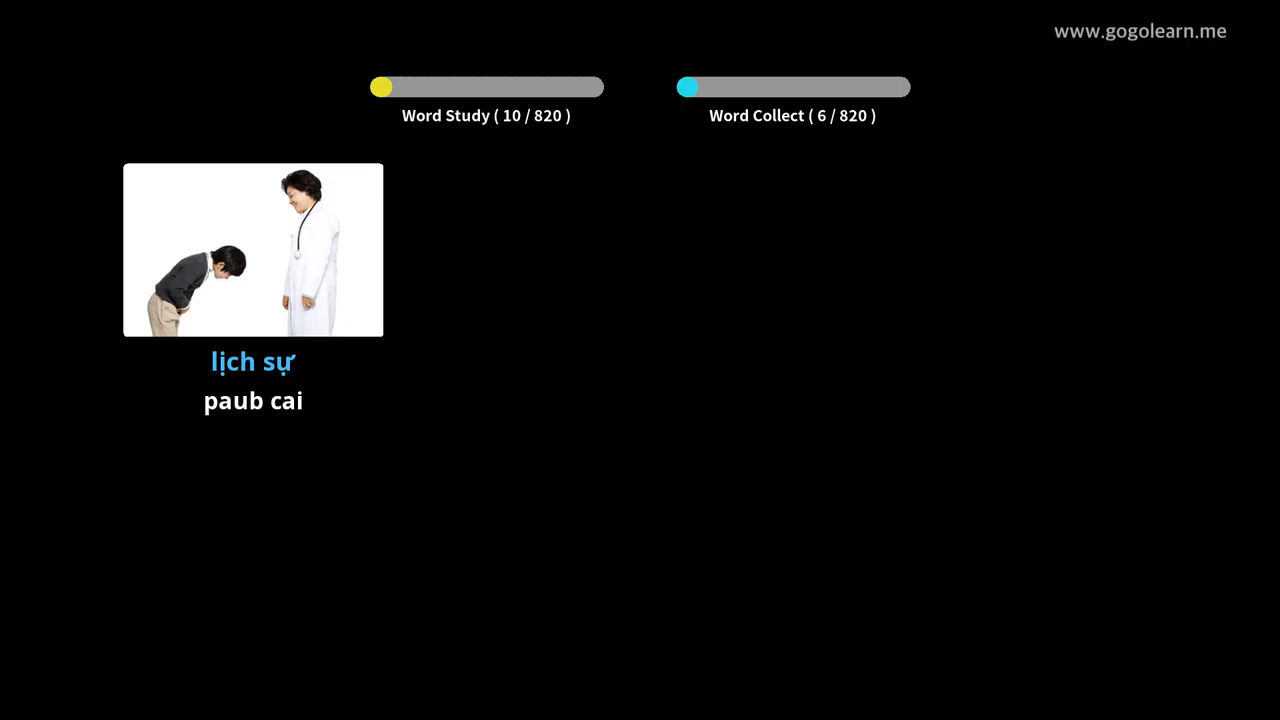 www.gogolearn.me
Word Study ( 10 / 820 )
Word Collect ( 6 / 820 )
lịch sự
paub cai